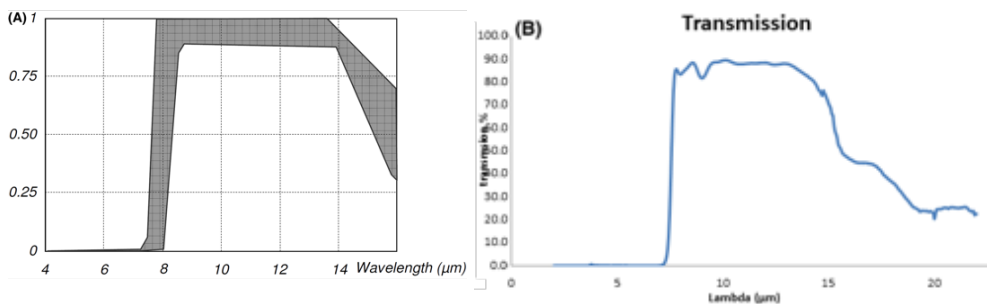 (A)
1
0.75
0.50
0.25
0
4 6 8 10 12 14 Wavelength (μm)
(B)
Transmission
100.0
90.0
80.0
70.0
60.0
50.0
40.0
30.0
20.0
10.0
0.0
transmission,%
0 5 10 15 20
Lambda (μm)